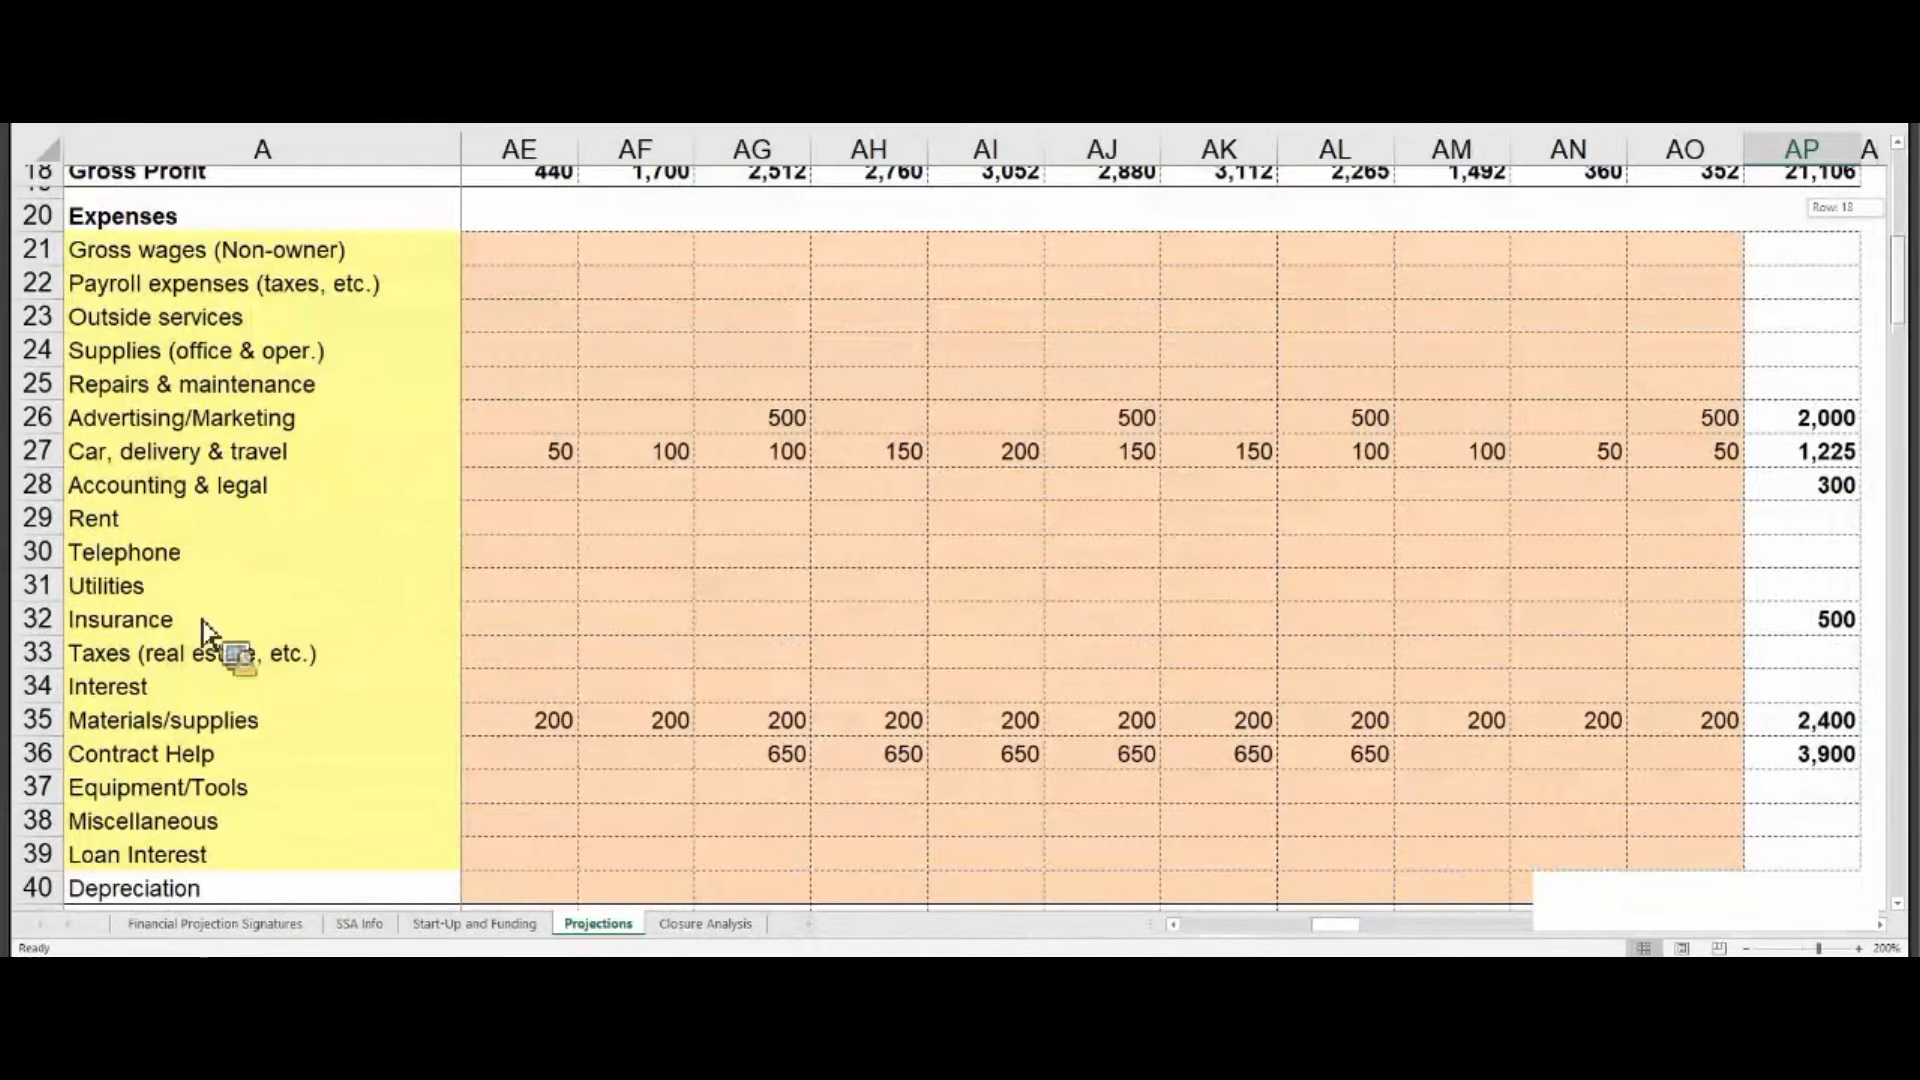 A AE AF AG AH AI AJ AK AL AM AN AO AP A
18 Gross Profit 440 1,700 2,512 2,760 3,052 2,880 3,112 2,265 1,492 360 352 21,106
20 Expenses
Row: 18
21 Gross wages (Non-owner)
22 Payroll expenses (taxes, etc.)
23 Outside services
24 Supplies (office & oper.)
25 Repairs & maintenance
26 Advertising/Marketing 500 500 500 500 2,000
27 Car, delivery & travel 50 100 100 150 200 150 150 100 100 50 50 1,225
28 Accounting & legal 300
29 Rent
30 Telephone
31 Utilities
32 Insurance 500
33 Taxes (real estate, etc.)
34 Interest
35 Materials/supplies 200 200 200 200 200 200 200 200 200 200 200 2,400
36 Contract Help 650 650 650 650 650 650 3,900
37 Equipment/Tools
38 Miscellaneous
39 Loan Interest
40 Depreciation
Financial Projection Signatures SSA Info Start-Up and Funding Projections Closure Analysis
Ready 200%